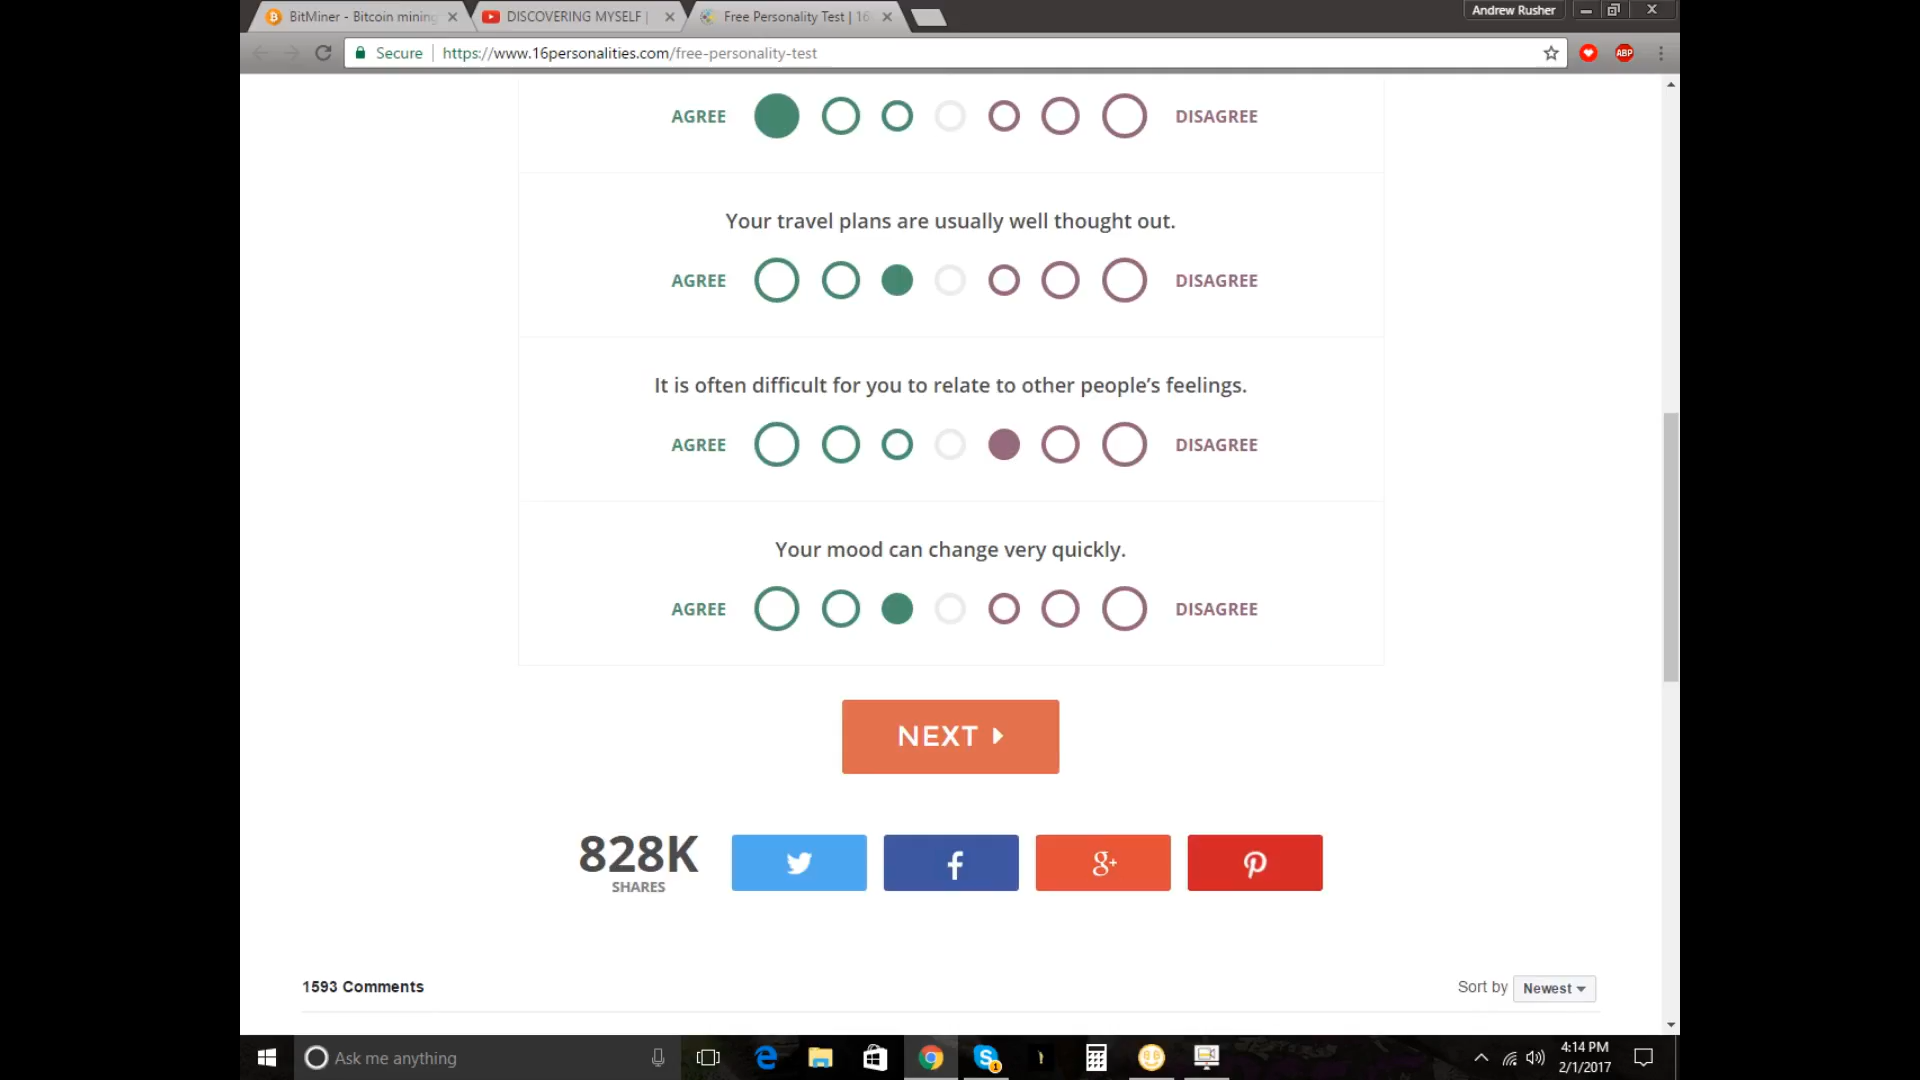 BitMiner - Bitcoin mining
DISCOVERING MYSELF |
Free Personality Test | 16
Andrew Rusher
Secure
https://www.16personalities.com/free-personality-test
ABP
AGREE DISAGREE
Your travel plans are usually well thought out.
AGREE DISAGREE
It is often difficult for you to relate to other people’s feelings.
AGREE DISAGREE
Your mood can change very quickly.
AGREE DISAGREE
NEXT
828K
SHARES
g+
1593 Comments
Sort by Newest
Ask me anything
1
4:14 PM
2/1/2017